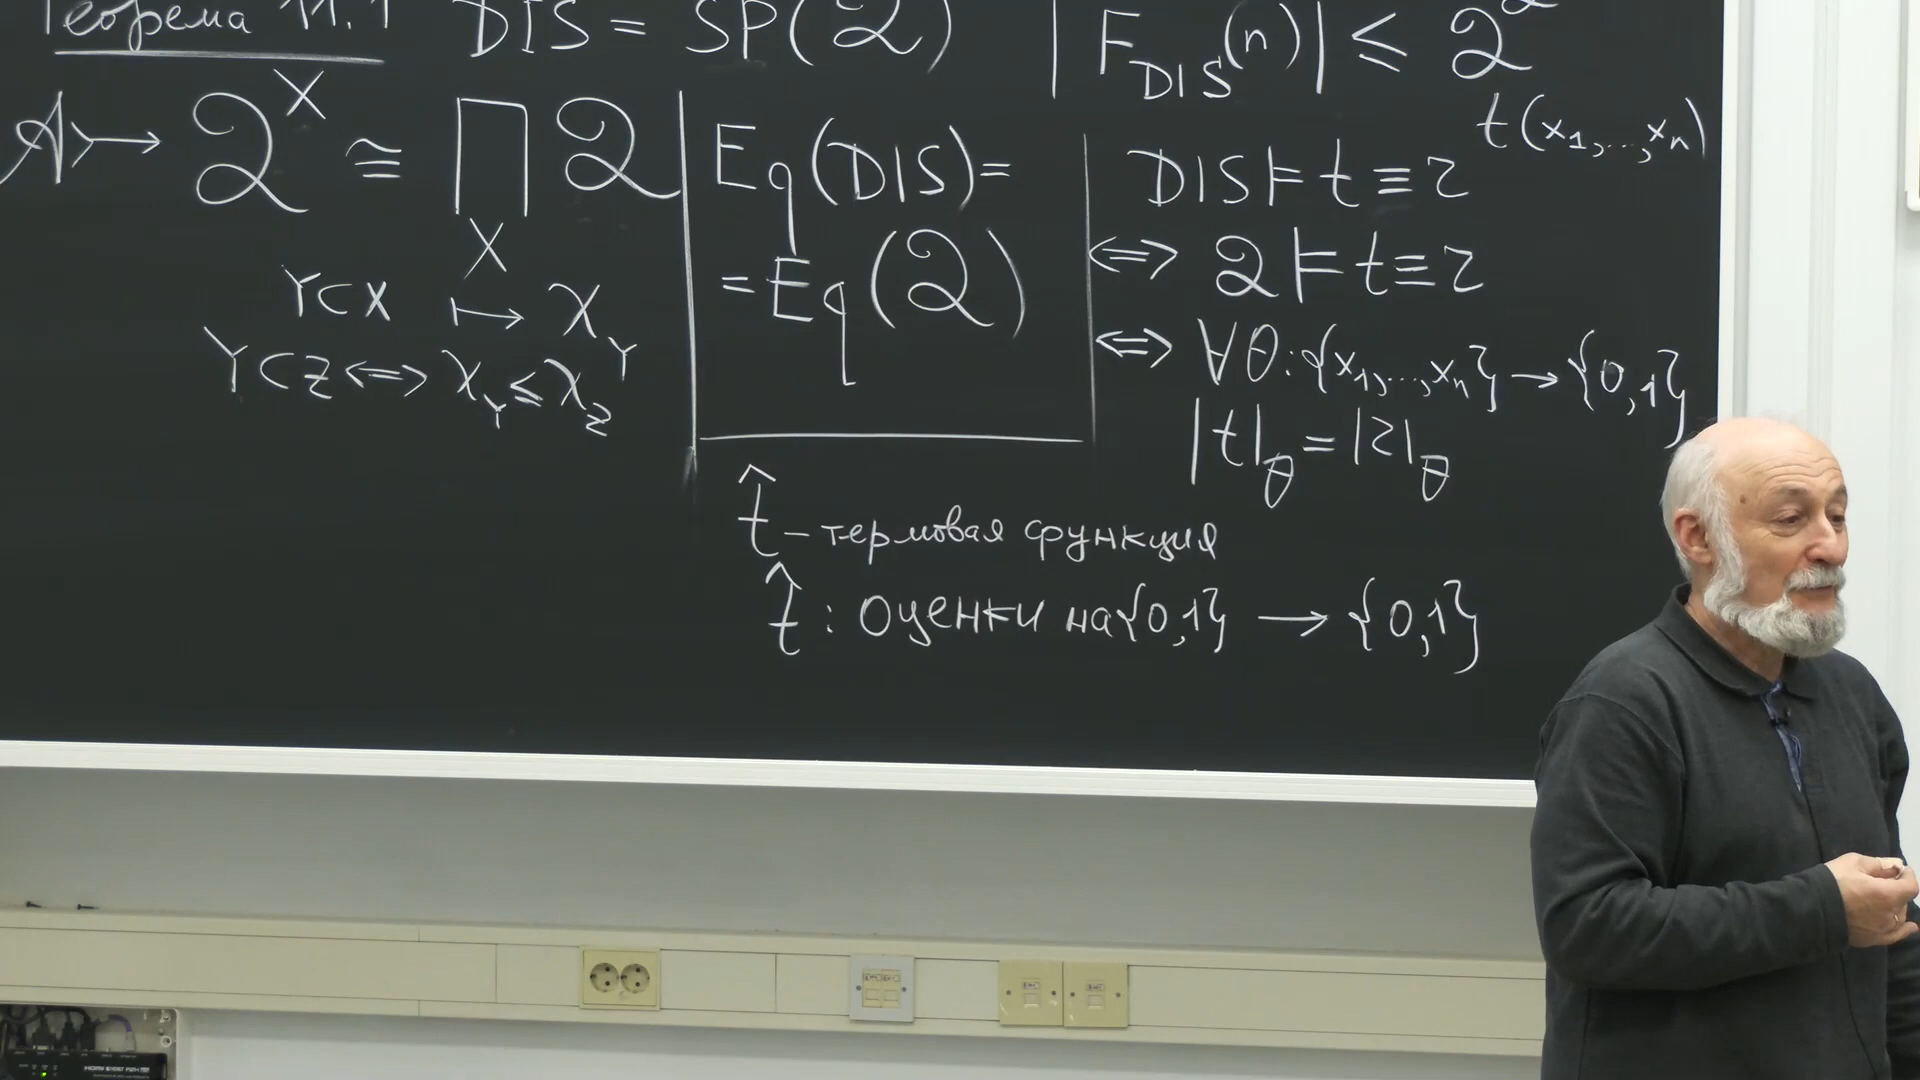 Теорема 11.1 DIS = SP(2)
A ↣ 2^X ≅ ∏_X 2
Y⊂X ↦ χ_Y
Y⊂Z ⟺ χ_Y ≤ χ_Z
Eq(DIS)=
=Eq(2)
|F_DIS(n)| ≤ 2^2
t(x_1,...,x_n)
DIS ⊨ t ≡ τ
⟺ 2 ⊨ t ≡ τ
⟺ ∀θ: {x_1,...,x_n} → {0,1}
|t|_θ = |τ|_θ
t̂ – термовая функция
t̂ : Оценки на {0,1} → {0,1}